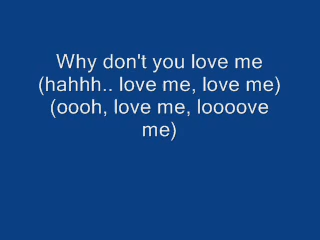 Why don't you love me
(hahhh.. love me, love me)
(oooh, love me, loooove
me)